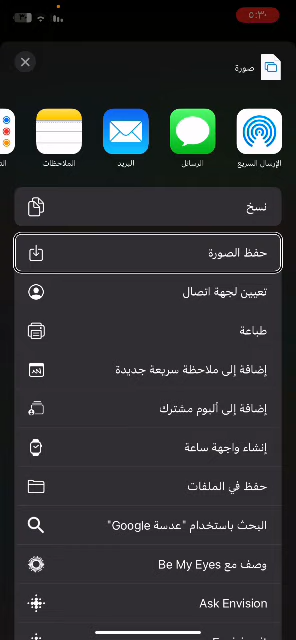 ٥:٣٠
صورة
الإرسال السريع
الرسائل
البريد
الملاحظات
نسخ
حفظ الصورة
تعيين لجهة اتصال
طباعة
إضافة إلى ملاحظة سريعة جديدة
إضافة إلى ألبوم مشترك
إنشاء واجهة ساعة
حفظ في الملفات
البحث باستخدام "عدسة Google"
وصف مع Be My Eyes
Ask Envision